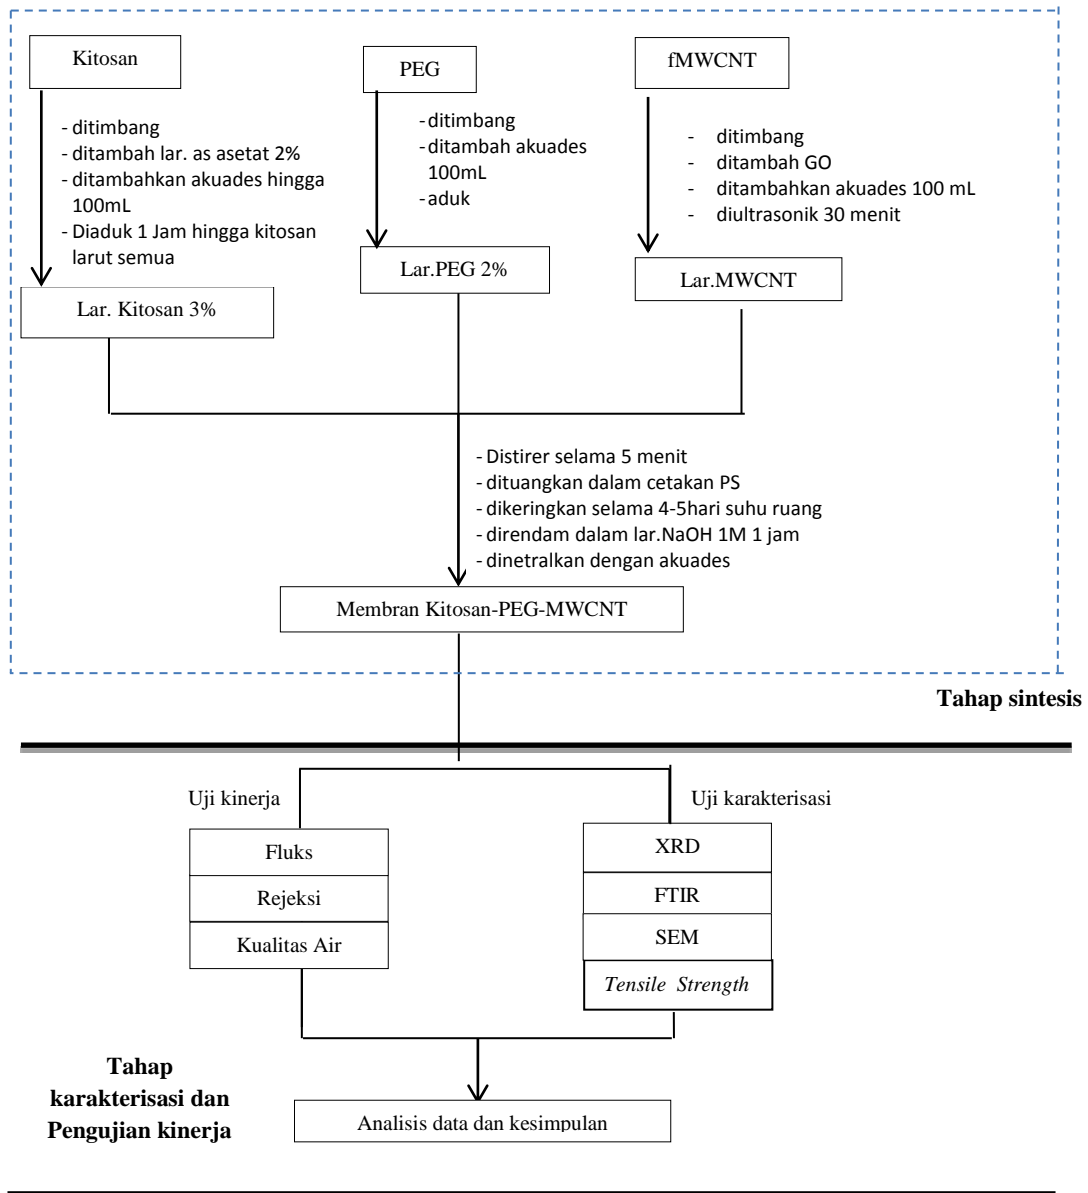 Kitosan
PEG
fMWCNT
- ditimbang
- ditambah lar. as asetat 2%
- ditambahkan akuades hingga
100mL
- Diaduk 1 Jam hingga kitosan
larut semua
- ditimbang
- ditambah akuades
100mL
- aduk
- ditimbang
- ditambah GO
- ditambahkan akuades 100 mL
- diultrasonik 30 menit
Lar. Kitosan 3%
Lar.PEG 2%
Lar.MWCNT
- Distirer selama 5 menit
- dituangkan dalam cetakan PS
- dikeringkan selama 4-5hari suhu ruang
- direndam dalam lar.NaOH 1M 1 jam
- dinetralkan dengan akuades
Membran Kitosan-PEG-MWCNT
Tahap sintesis
Uji kinerja
Uji karakterisasi
Fluks
Rejeksi
Kualitas Air
XRD
FTIR
SEM
Tensile Strength
Tahap
karakterisasi dan
Pengujian kinerja
Analisis data dan kesimpulan